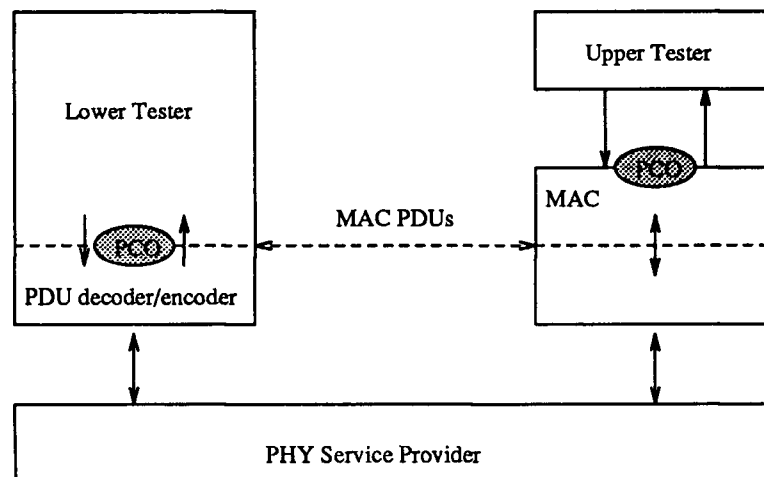 Upper Tester
Lower Tester
PCO
MAC
MAC PDUs
PCO
PDU decoder/encoder
PHY Service Provider